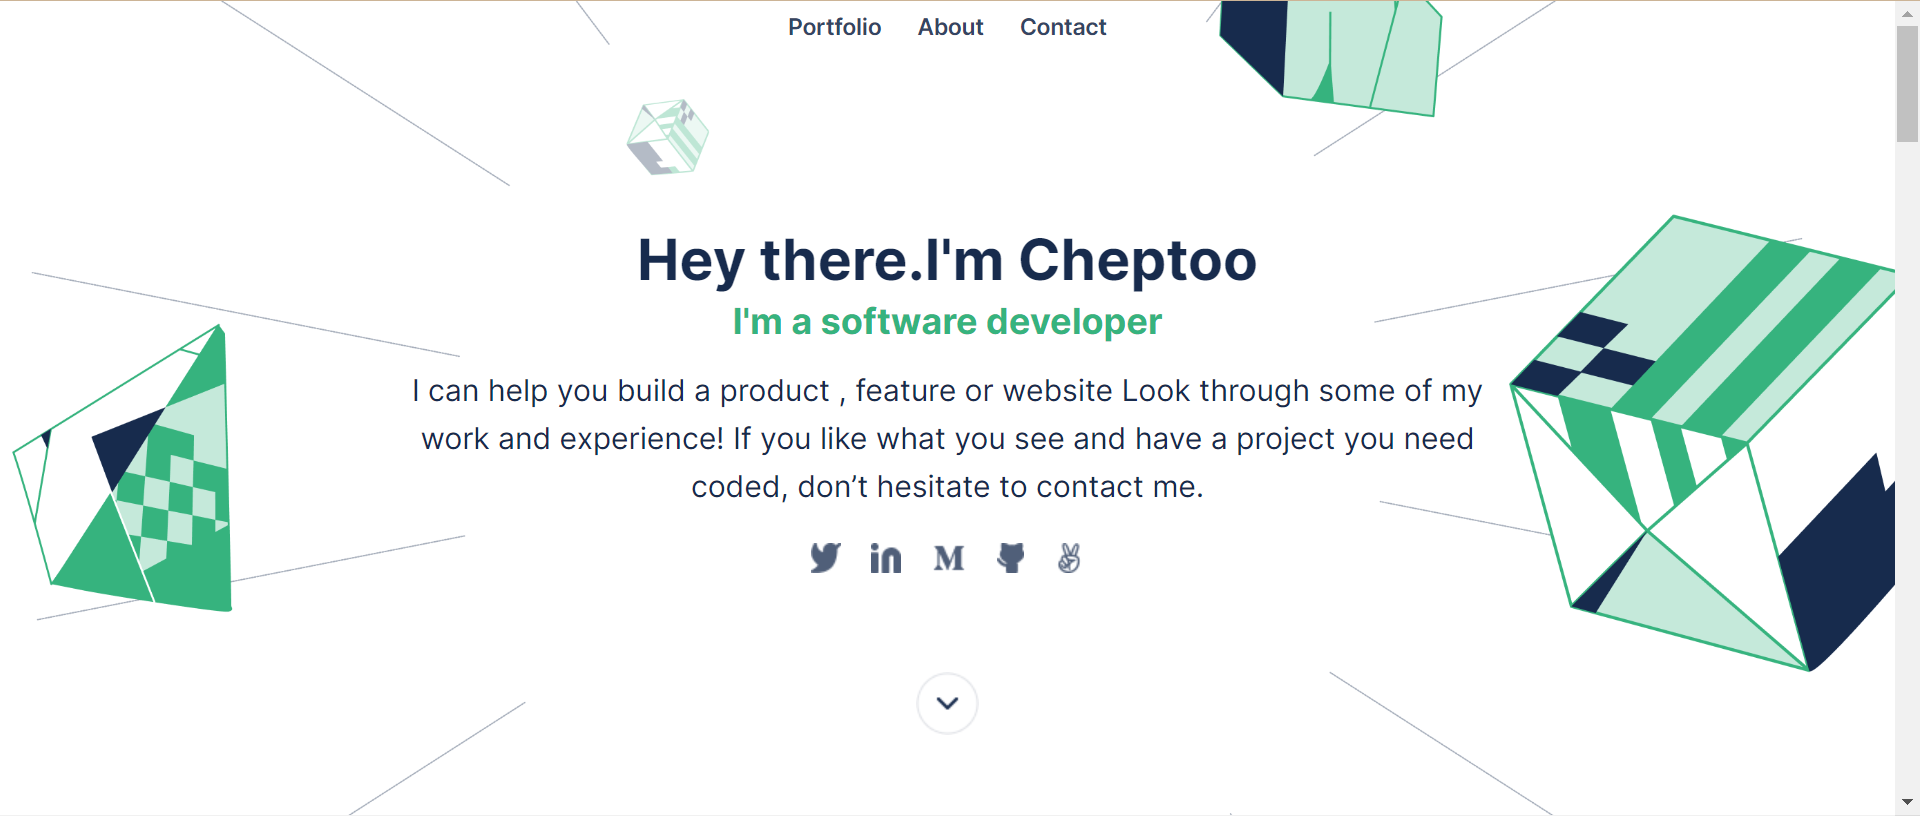 Portfolio About Contact
Hey there.I'm Cheptoo
I'm a software developer
I can help you build a product , feature or website Look through some of my
work and experience! If you like what you see and have a project you need
coded, don’t hesitate to contact me.